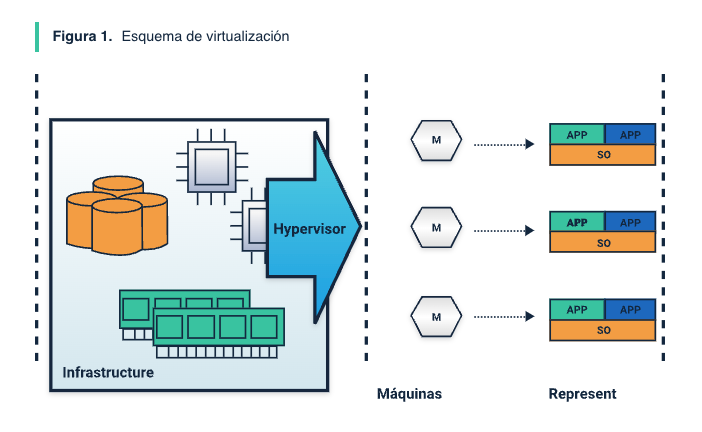 Figura 1. Esquema de virtualización
Hypervisor
Infrastructure
M
APP APP
SO
M
APP APP
SO
M
APP APP
SO
Máquinas
Represent